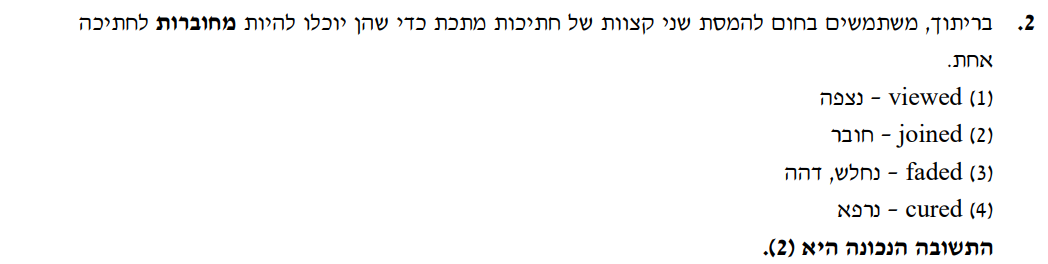 2. בריתוך, משתמשים בחום להמסת שני קצוות של חתיכות מתכת כדי שהן יוכלו להיות מחוברות לחתיכה
אחת.
(1) viewed – נצפה
(2) joined – חובר
(3) faded – נחלש, דהה
(4) cured – נרפא
התשובה הנכונה היא (2).